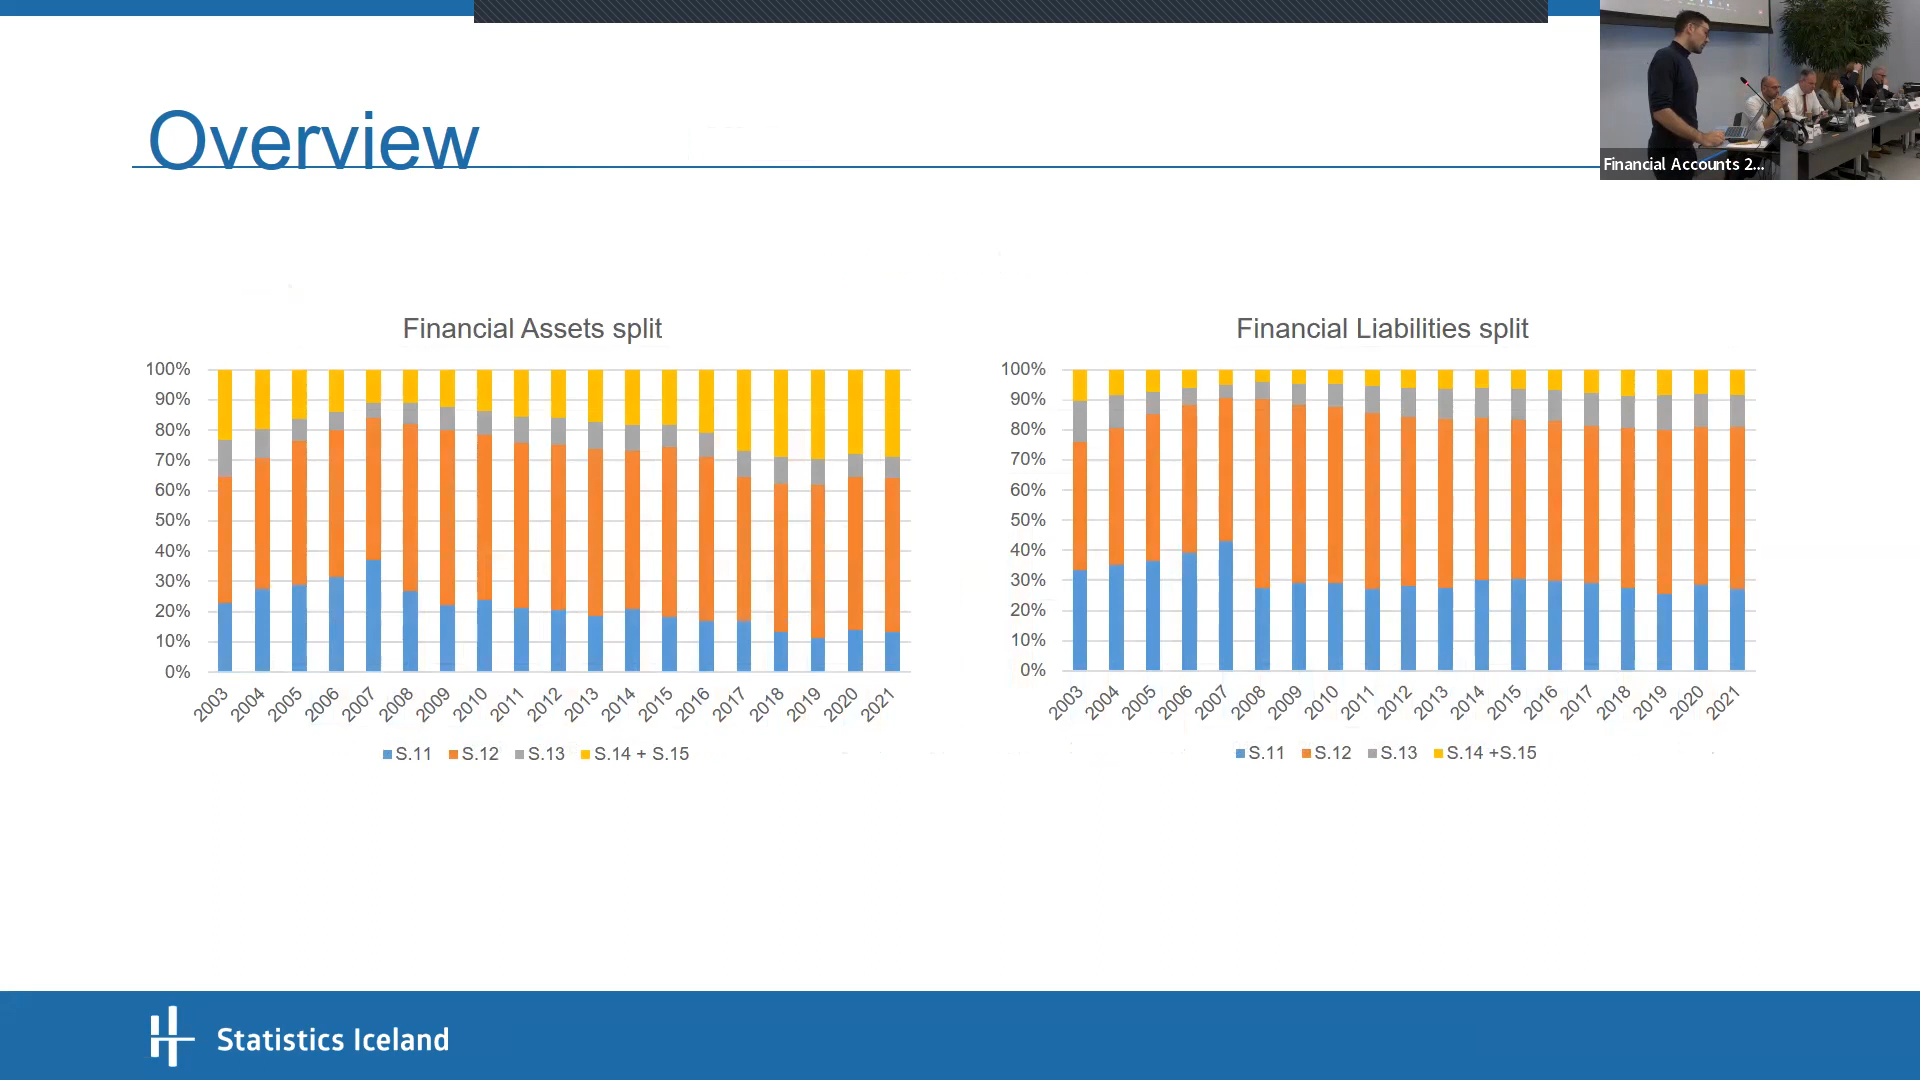 Overview
Financial Accounts 2...
Financial Assets split
100%
90%
80%
70%
60%
50%
40%
30%
20%
10%
0%
2003 2004 2005 2006 2007 2008 2009 2010 2011 2012 2013 2014 2015 2016 2017 2018 2019 2020 2021
S.11 S.12 S.13 S.14 + S.15
Financial Liabilities split
100%
90%
80%
70%
60%
50%
40%
30%
20%
10%
0%
2003 2004 2005 2006 2007 2008 2009 2010 2011 2012 2013 2014 2015 2016 2017 2018 2019 2020 2021
S.11 S.12 S.13 S.14 +S.15
Statistics Iceland